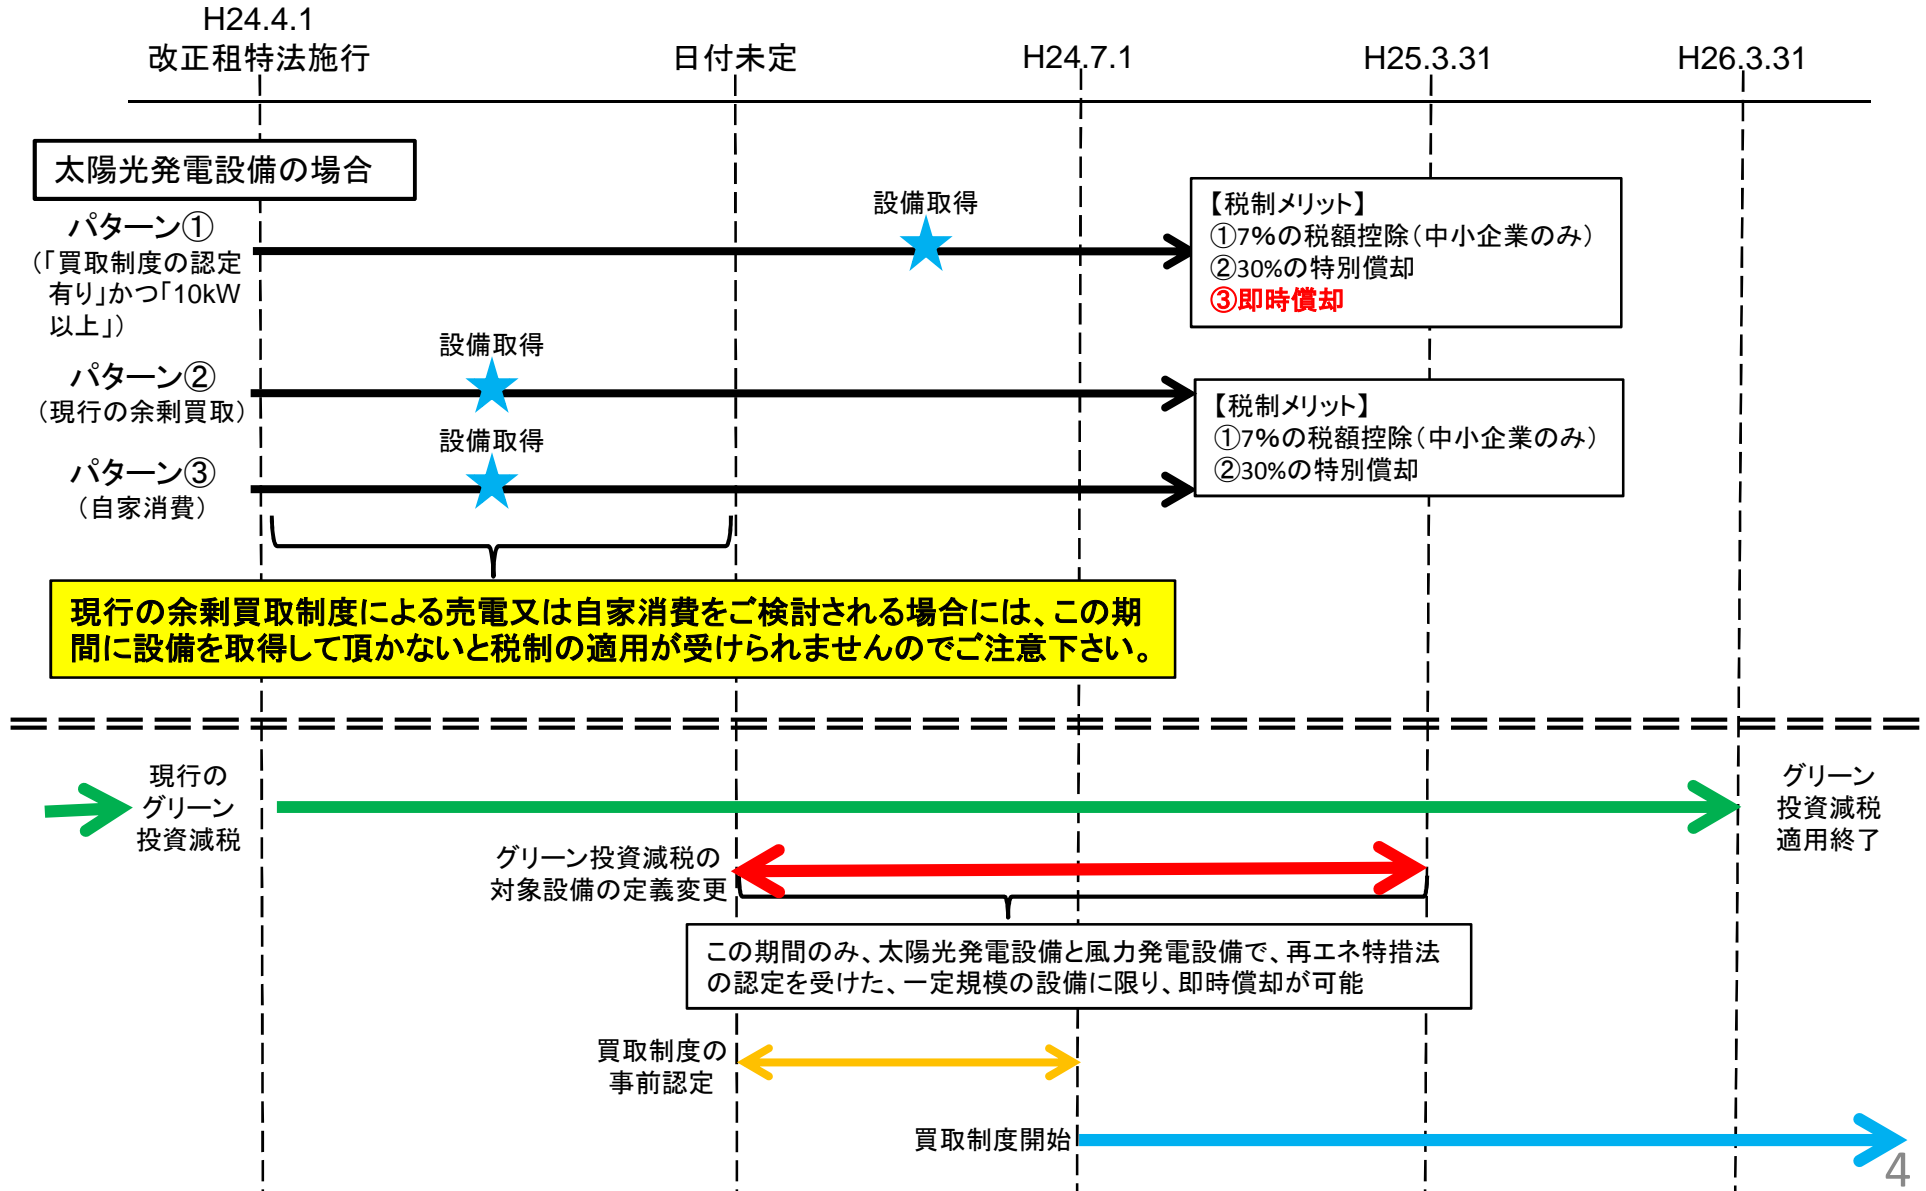 H24.4.1
改正租特法施行
日付未定
H24.7.1
H25.3.31
H26.3.31
太陽光発電設備の場合
パターン①
（「買取制度の認定
有り」かつ「10kW
以上」）
設備取得
【税制メリット】
①7%の税額控除（中小企業のみ）
②30%の特別償却
③即時償却
パターン②
（現行の余剰買取）
設備取得
パターン③
（自家消費）
設備取得
【税制メリット】
①7%の税額控除（中小企業のみ）
②30%の特別償却
現行の余剰買取制度による売電又は自家消費をご検討される場合には、この期
間に設備を取得して頂かないと税制の適用が受けられませんのでご注意下さい。
現行の
グリーン
投資減税
グリーン
投資減税
適用終了
グリーン投資減税の
対象設備の定義変更
この期間のみ、太陽光発電設備と風力発電設備で、再エネ特措法
の認定を受けた、一定規模の設備に限り、即時償却が可能
買取制度の
事前認定
買取制度開始
4